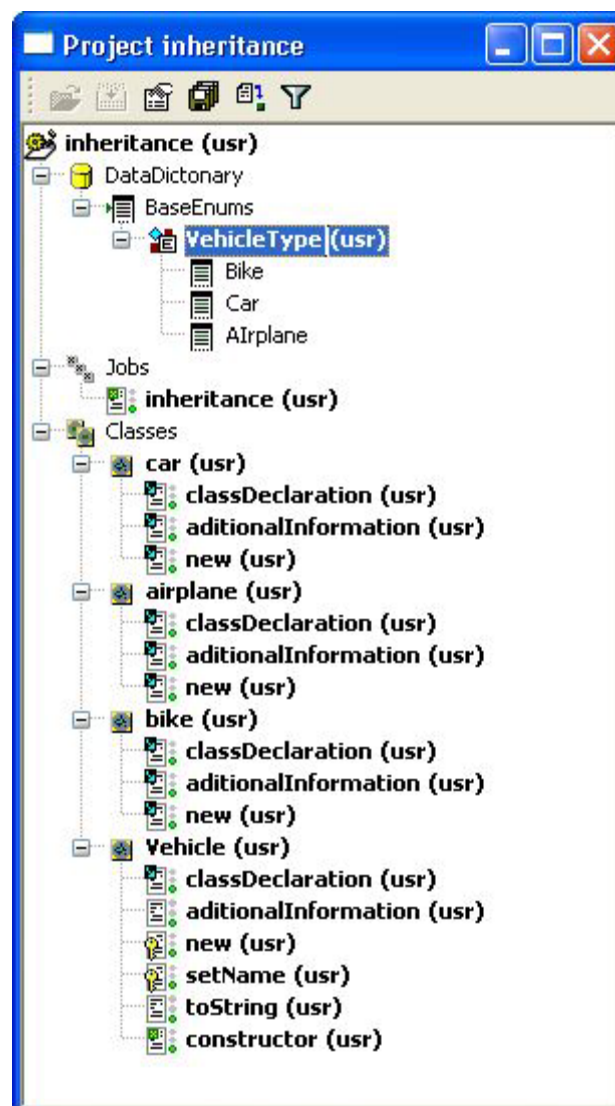 Project inheritance
inheritance (usr)
DataDictonary
BaseEnums
VehicleType (usr)
Bike
Car
AIrplane
Jobs
inheritance (usr)
Classes
car (usr)
classDeclaration (usr)
aditionalInformation (usr)
new (usr)
airplane (usr)
classDeclaration (usr)
aditionalInformation (usr)
new (usr)
bike (usr)
classDeclaration (usr)
aditionalInformation (usr)
new (usr)
Vehicle (usr)
classDeclaration (usr)
aditionalInformation (usr)
new (usr)
setName (usr)
toString (usr)
constructor (usr)